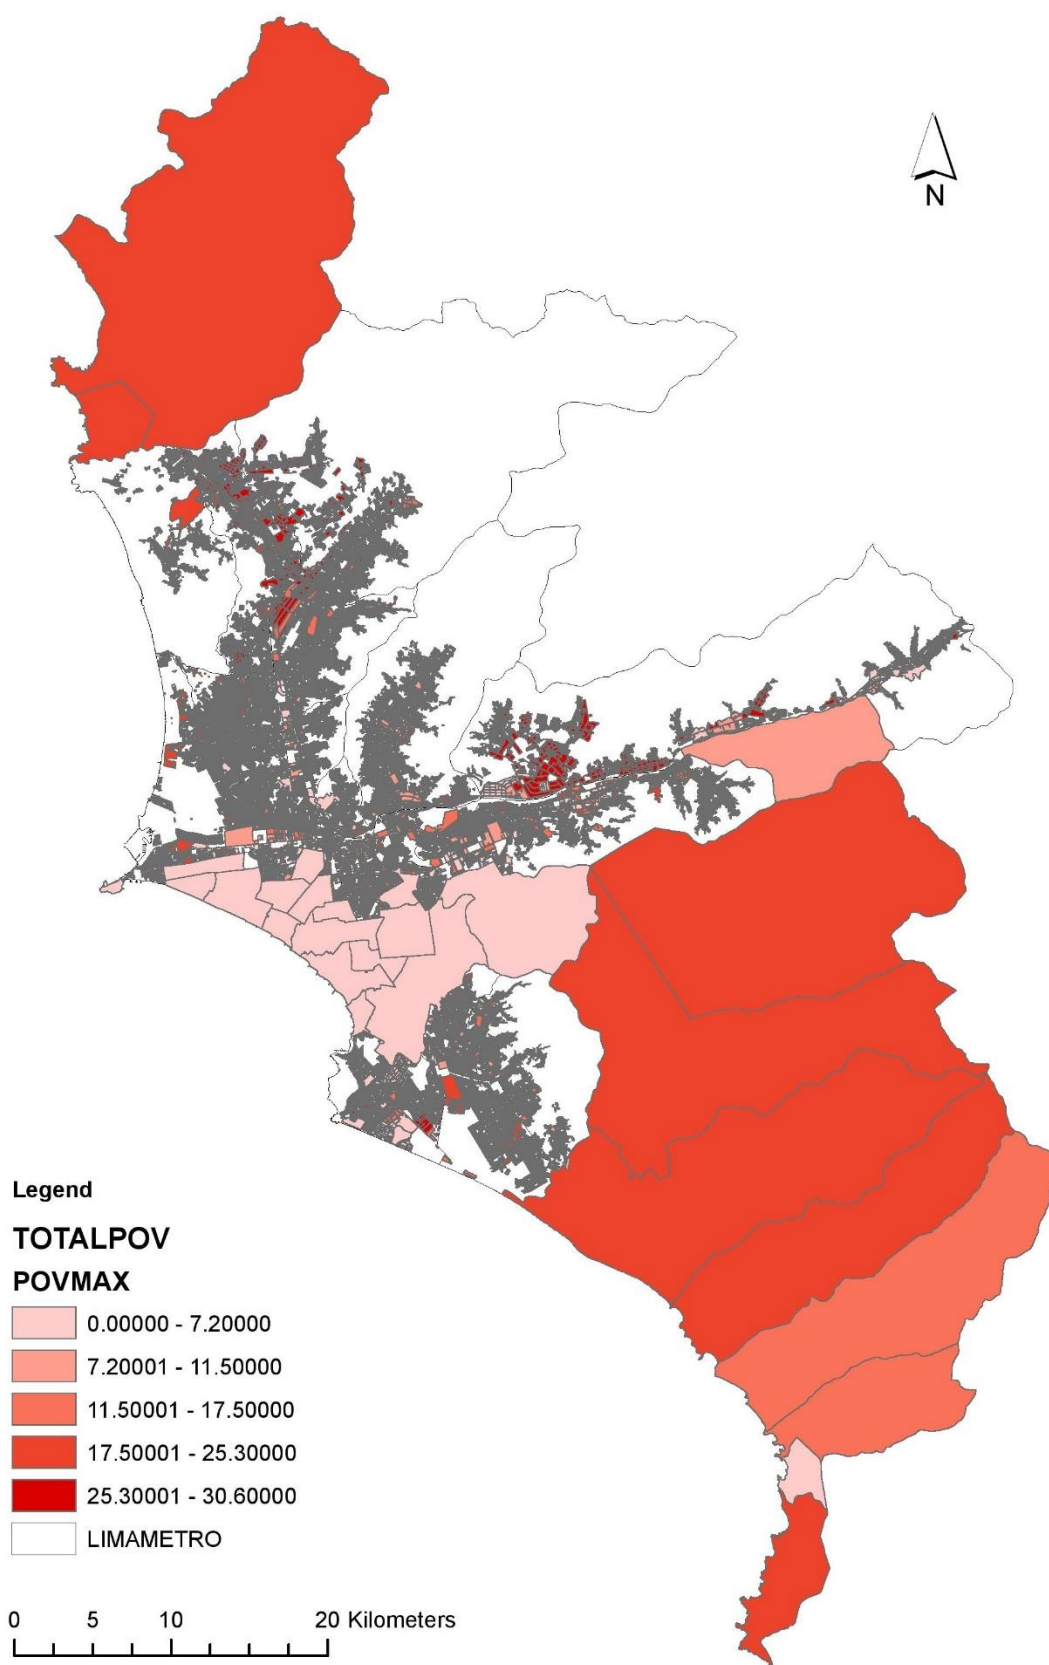 N
Legend
TOTALPOV
POVMAX
0.00000 - 7.20000
7.20001 - 11.50000
11.50001 - 17.50000
17.50001 - 25.30000
25.30001 - 30.60000
LIMAMETRO
0 5 10 20 Kilometers